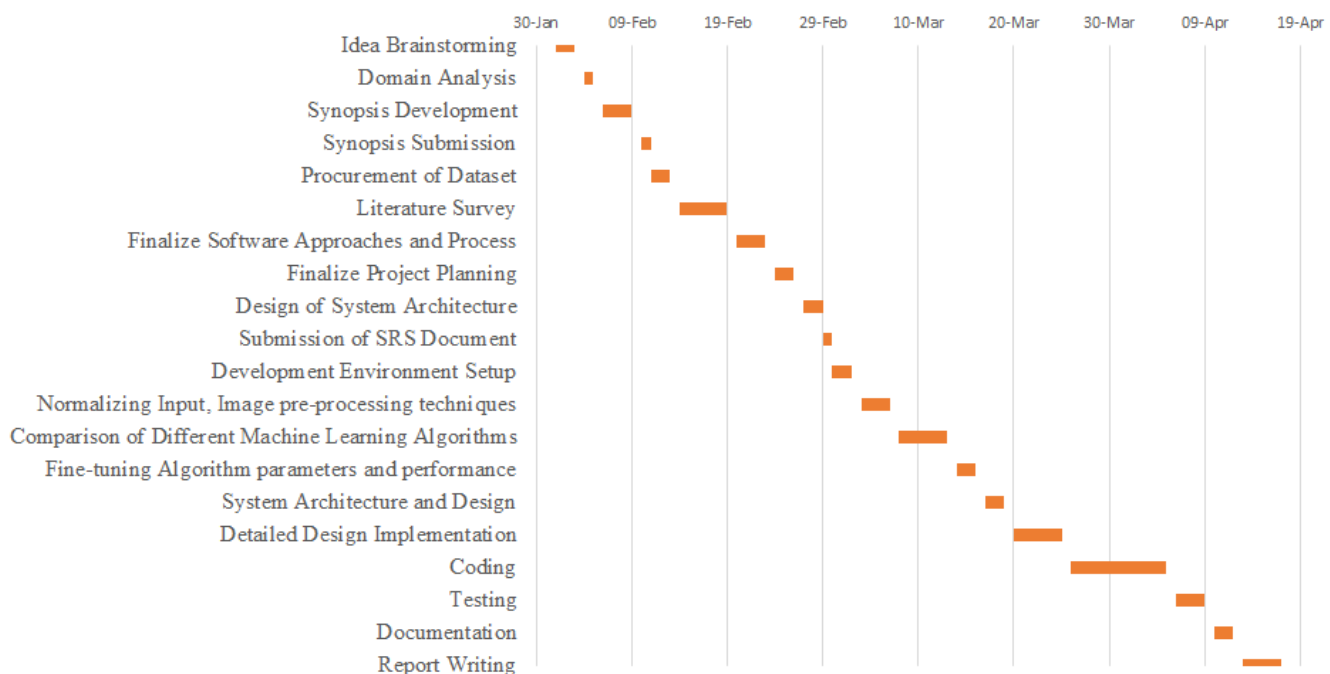 30-Jan 09-Feb 19-Feb 29-Feb 10-Mar 20-Mar 30-Mar 09-Apr 19-Apr
Idea Brainstorming
Domain Analysis
Synopsis Development
Synopsis Submission
Procurement of Dataset
Literature Survey
Finalize Software Approaches and Process
Finalize Project Planning
Design of System Architecture
Submission of SRS Document
Development Environment Setup
Normalizing Input, Image pre-processing techniques
Comparison of Different Machine Learning Algorithms
Fine-tuning Algorithm parameters and performance
System Architecture and Design
Detailed Design Implementation
Coding
Testing
Documentation
Report Writing